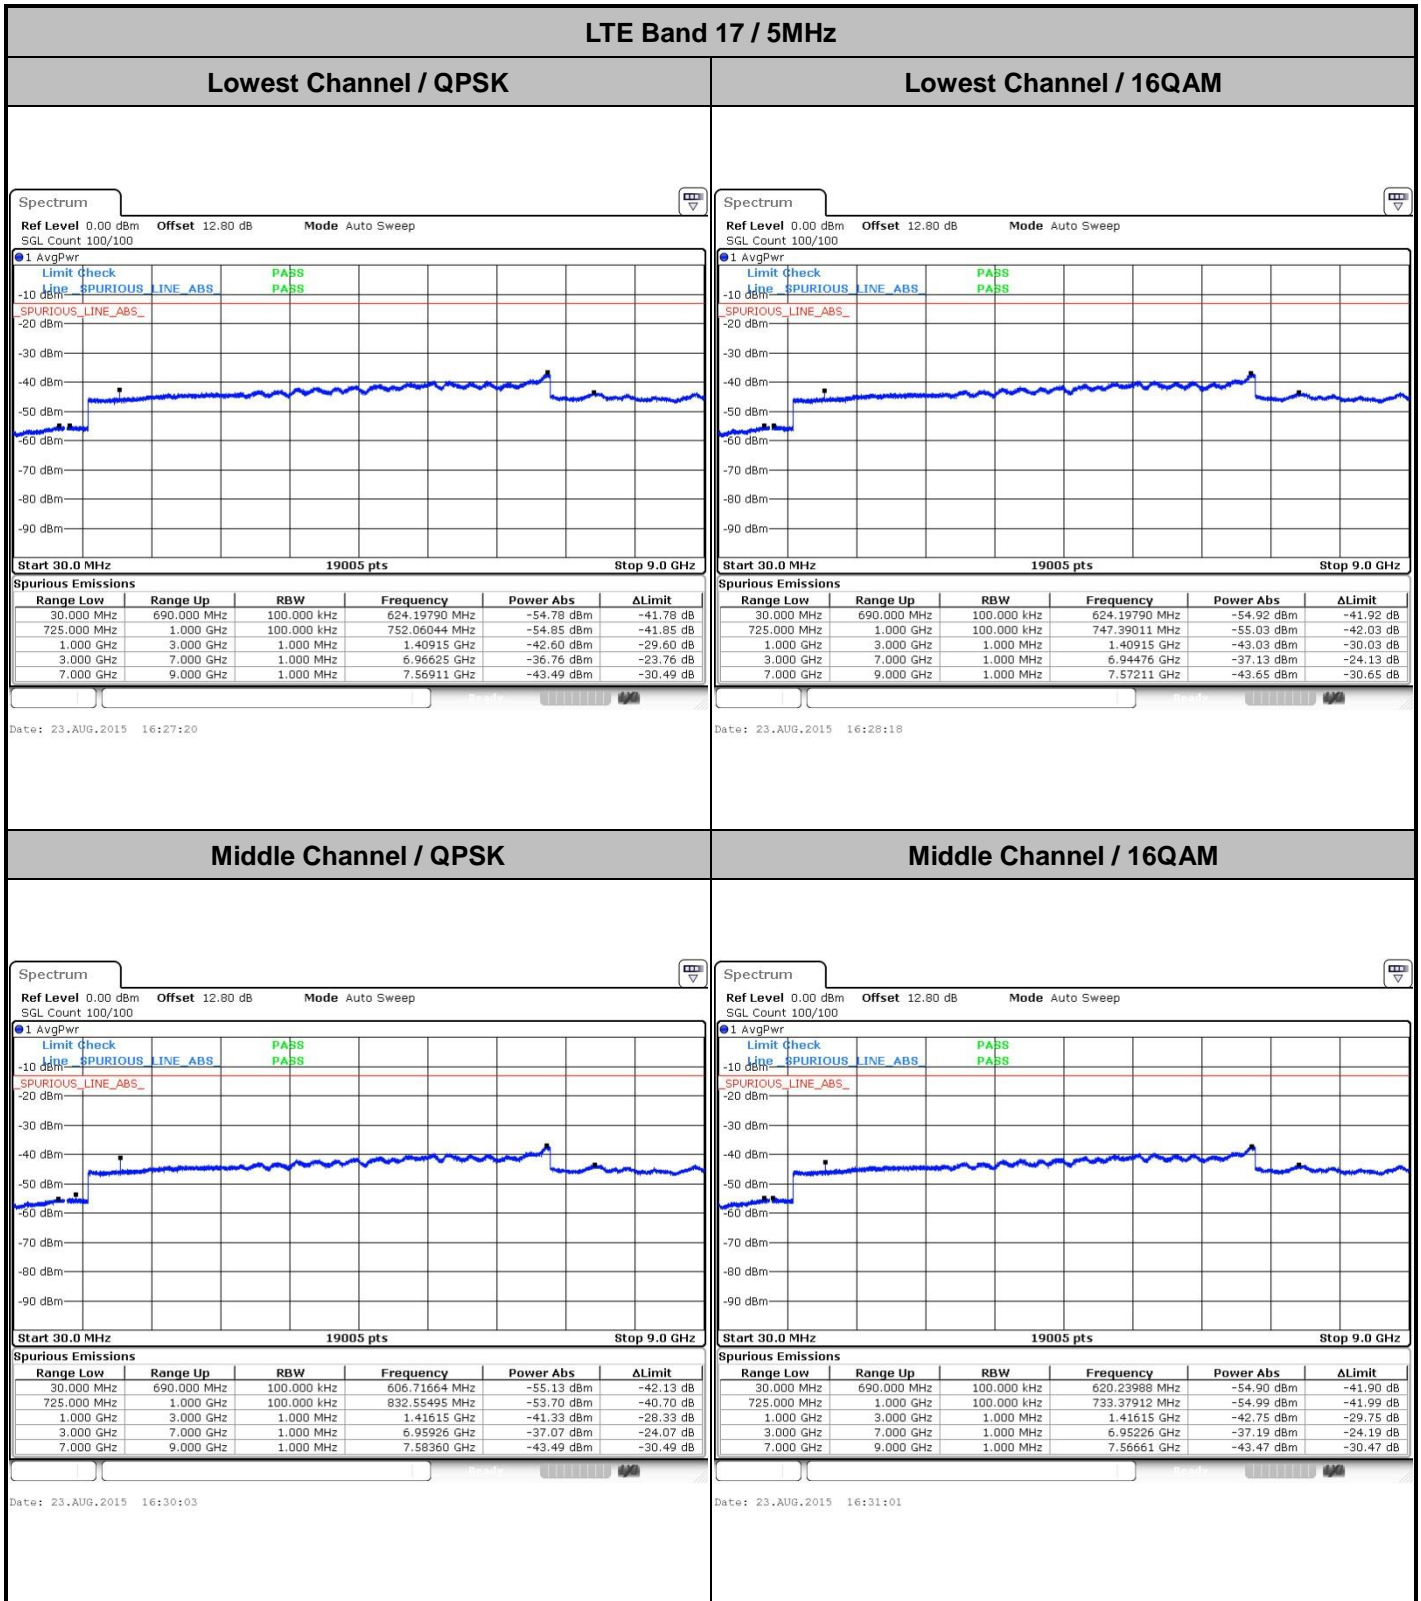 LTE Band 17 / 5MHz
Lowest Channel / QPSK
Lowest Channel / 16QAM
Spectrum
Ref Level 0.00 dBm Offset 12.80 dB Mode Auto Sweep
SGL Count 100/100
1 AvgPwr
Limit Check PASS
Line _SPURIOUS_LINE_ABS_ PASS
-10 dBm
_SPURIOUS_LINE_ABS_
-20 dBm
-30 dBm
-40 dBm
-50 dBm
-60 dBm
-70 dBm
-80 dBm
-90 dBm
Start 30.0 MHz 19005 pts Stop 9.0 GHz
Spurious Emissions
Range Low Range Up RBW Frequency Power Abs ΔLimit
30.000 MHz 690.000 MHz 100.000 kHz 624.19790 MHz -54.78 dBm -41.78 dB
725.000 MHz 1.000 GHz 100.000 kHz 752.06044 MHz -54.85 dBm -41.85 dB
1.000 GHz 3.000 GHz 1.000 MHz 1.40915 GHz -42.60 dBm -29.60 dB
3.000 GHz 7.000 GHz 1.000 MHz 6.96625 GHz -36.76 dBm -23.76 dB
7.000 GHz 9.000 GHz 1.000 MHz 7.56911 GHz -43.49 dBm -30.49 dB
Ready
Date: 23.AUG.2015 16:27:20
Spectrum
Ref Level 0.00 dBm Offset 12.80 dB Mode Auto Sweep
SGL Count 100/100
1 AvgPwr
Limit Check PASS
Line _SPURIOUS_LINE_ABS_ PASS
-10 dBm
_SPURIOUS_LINE_ABS_
-20 dBm
-30 dBm
-40 dBm
-50 dBm
-60 dBm
-70 dBm
-80 dBm
-90 dBm
Start 30.0 MHz 19005 pts Stop 9.0 GHz
Spurious Emissions
Range Low Range Up RBW Frequency Power Abs ΔLimit
30.000 MHz 690.000 MHz 100.000 kHz 624.19790 MHz -54.92 dBm -41.92 dB
725.000 MHz 1.000 GHz 100.000 kHz 747.39011 MHz -55.03 dBm -42.03 dB
1.000 GHz 3.000 GHz 1.000 MHz 1.40915 GHz -43.03 dBm -30.03 dB
3.000 GHz 7.000 GHz 1.000 MHz 6.94476 GHz -37.13 dBm -24.13 dB
7.000 GHz 9.000 GHz 1.000 MHz 7.57211 GHz -43.65 dBm -30.65 dB
Ready
Date: 23.AUG.2015 16:28:18
Middle Channel / QPSK
Middle Channel / 16QAM
Spectrum
Ref Level 0.00 dBm Offset 12.80 dB Mode Auto Sweep
SGL Count 100/100
1 AvgPwr
Limit Check PASS
Line _SPURIOUS_LINE_ABS_ PASS
-10 dBm
_SPURIOUS_LINE_ABS_
-20 dBm
-30 dBm
-40 dBm
-50 dBm
-60 dBm
-70 dBm
-80 dBm
-90 dBm
Start 30.0 MHz 19005 pts Stop 9.0 GHz
Spurious Emissions
Range Low Range Up RBW Frequency Power Abs ΔLimit
30.000 MHz 690.000 MHz 100.000 kHz 606.71664 MHz -55.13 dBm -42.13 dB
725.000 MHz 1.000 GHz 100.000 kHz 832.55495 MHz -53.70 dBm -40.70 dB
1.000 GHz 3.000 GHz 1.000 MHz 1.41615 GHz -41.33 dBm -28.33 dB
3.000 GHz 7.000 GHz 1.000 MHz 6.95926 GHz -37.07 dBm -24.07 dB
7.000 GHz 9.000 GHz 1.000 MHz 7.58360 GHz -43.49 dBm -30.49 dB
Ready
Date: 23.AUG.2015 16:30:03
Spectrum
Ref Level 0.00 dBm Offset 12.80 dB Mode Auto Sweep
SGL Count 100/100
1 AvgPwr
Limit Check PASS
Line _SPURIOUS_LINE_ABS_ PASS
-10 dBm
_SPURIOUS_LINE_ABS_
-20 dBm
-30 dBm
-40 dBm
-50 dBm
-60 dBm
-70 dBm
-80 dBm
-90 dBm
Start 30.0 MHz 19005 pts Stop 9.0 GHz
Spurious Emissions
Range Low Range Up RBW Frequency Power Abs ΔLimit
30.000 MHz 690.000 MHz 100.000 kHz 620.23988 MHz -54.90 dBm -41.90 dB
725.000 MHz 1.000 GHz 100.000 kHz 733.37912 MHz -54.99 dBm -41.99 dB
1.000 GHz 3.000 GHz 1.000 MHz 1.41615 GHz -42.75 dBm -29.75 dB
3.000 GHz 7.000 GHz 1.000 MHz 6.95226 GHz -37.19 dBm -24.19 dB
7.000 GHz 9.000 GHz 1.000 MHz 7.56661 GHz -43.47 dBm -30.47 dB
Ready
Date: 23.AUG.2015 16:31:01